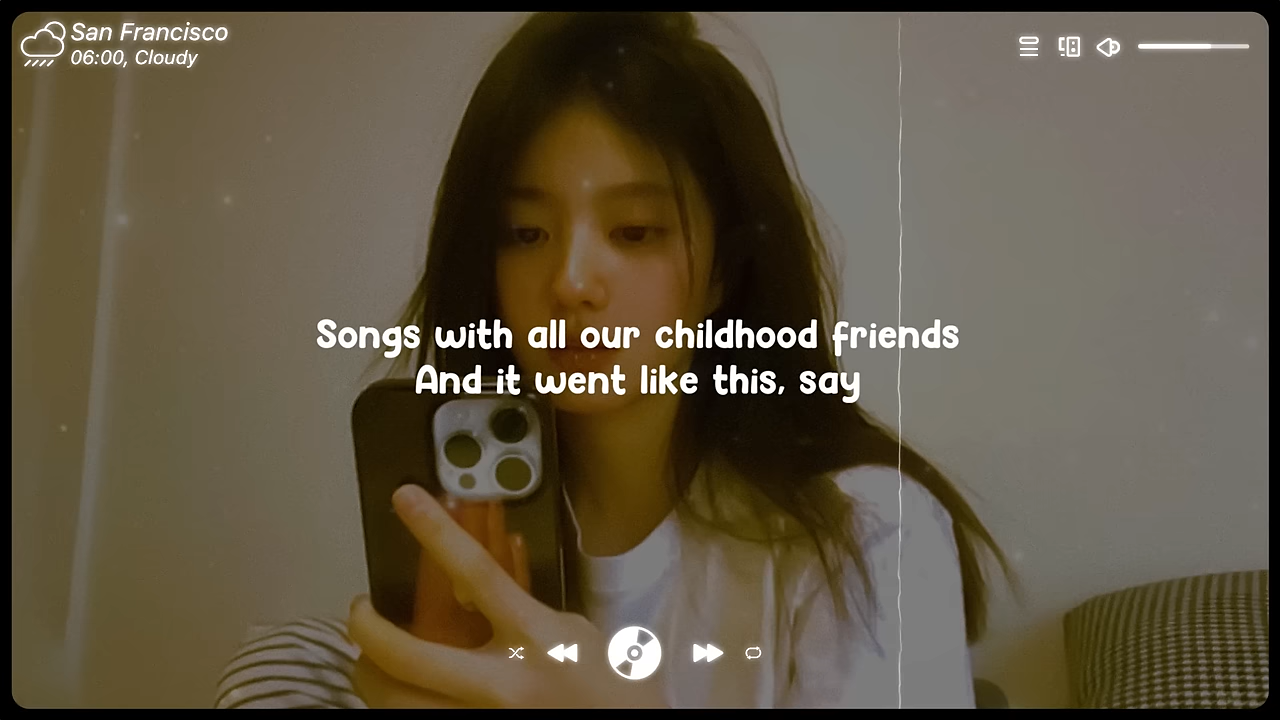 San Francisco
06:00, Cloudy
Songs with all our childhood friends
And it went like this, say